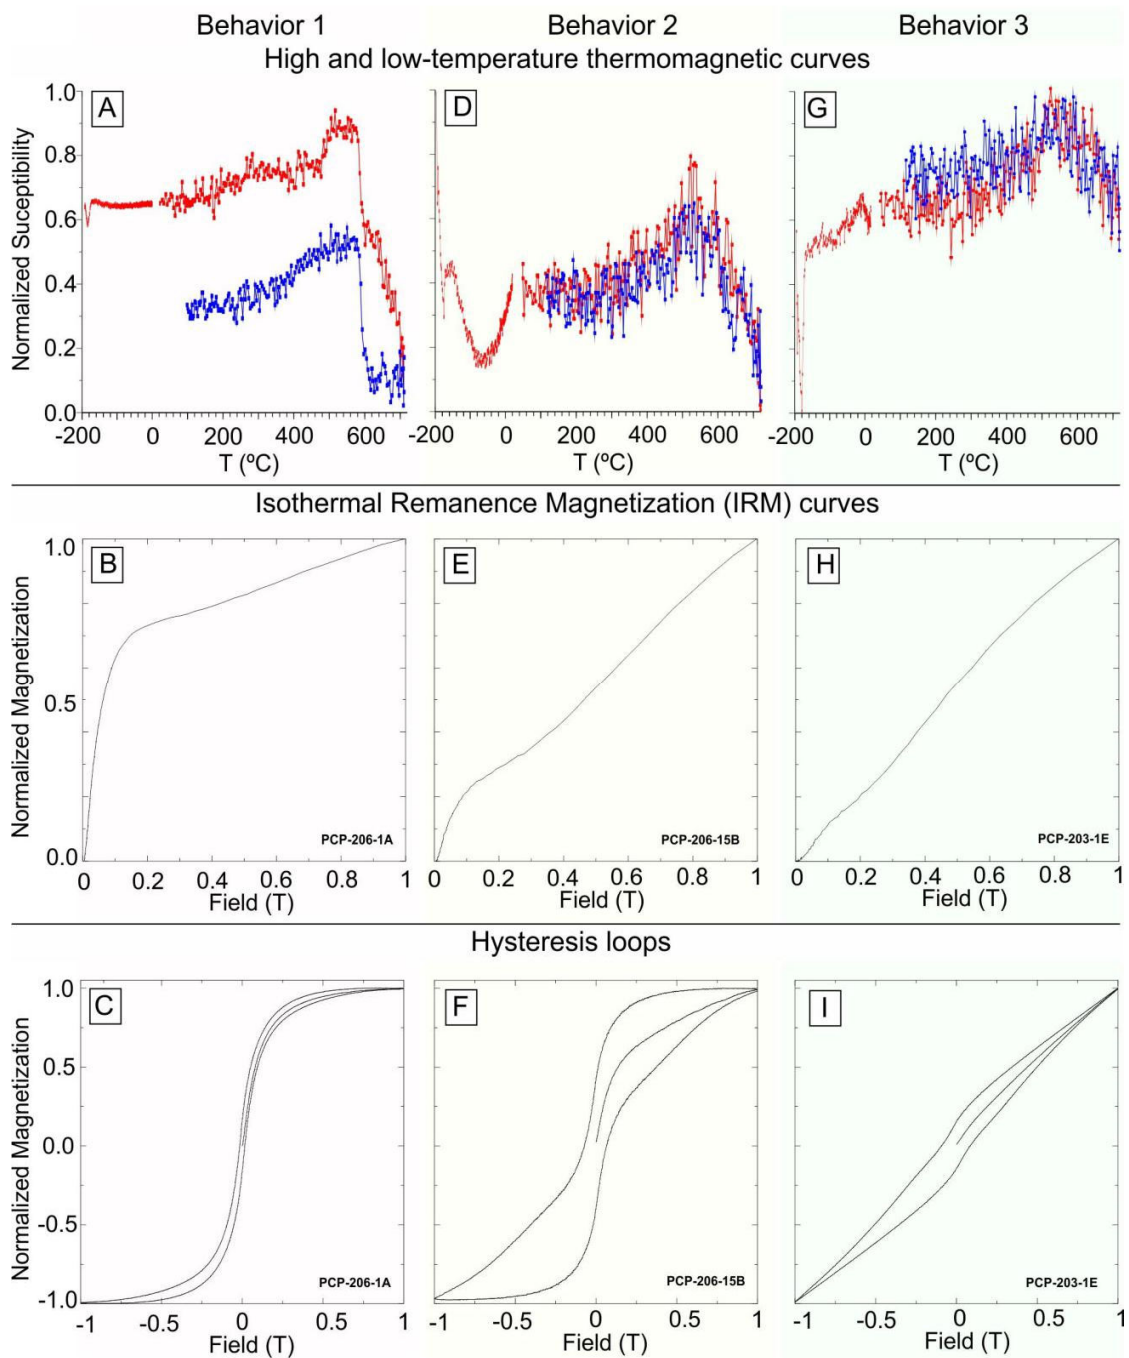 Behavior 1 Behavior 2 Behavior 3
High and low-temperature thermomagnetic curves
A D G
Normalized Suceptibility
1.0
0.8
0.6
0.4
0.2
0.0
-200 0 200 400 600 -200 0 200 400 600 -200 0 200 400 600
T (ºC) T (ºC) T (ºC)
Isothermal Remanence Magnetization (IRM) curves
B E H
Normalized Magnetization
1.0
0.5
0.0
PCP-206-1A PCP-206-15B PCP-203-1E
0 0.2 0.4 0.6 0.8 1 0 0.2 0.4 0.6 0.8 1 0 0.2 0.4 0.6 0.8 1
Field (T) Field (T) Field (T)
Hysteresis loops
C F I
Normalized Magnetization
1.0
0.5
0.0
-0.5
-1.0
PCP-206-1A PCP-206-15B PCP-203-1E
-1 -0.5 0 0.5 1 -1 -0.5 0 0.5 1 -1 -0.5 0 0.5 1
Field (T) Field (T) Field (T)